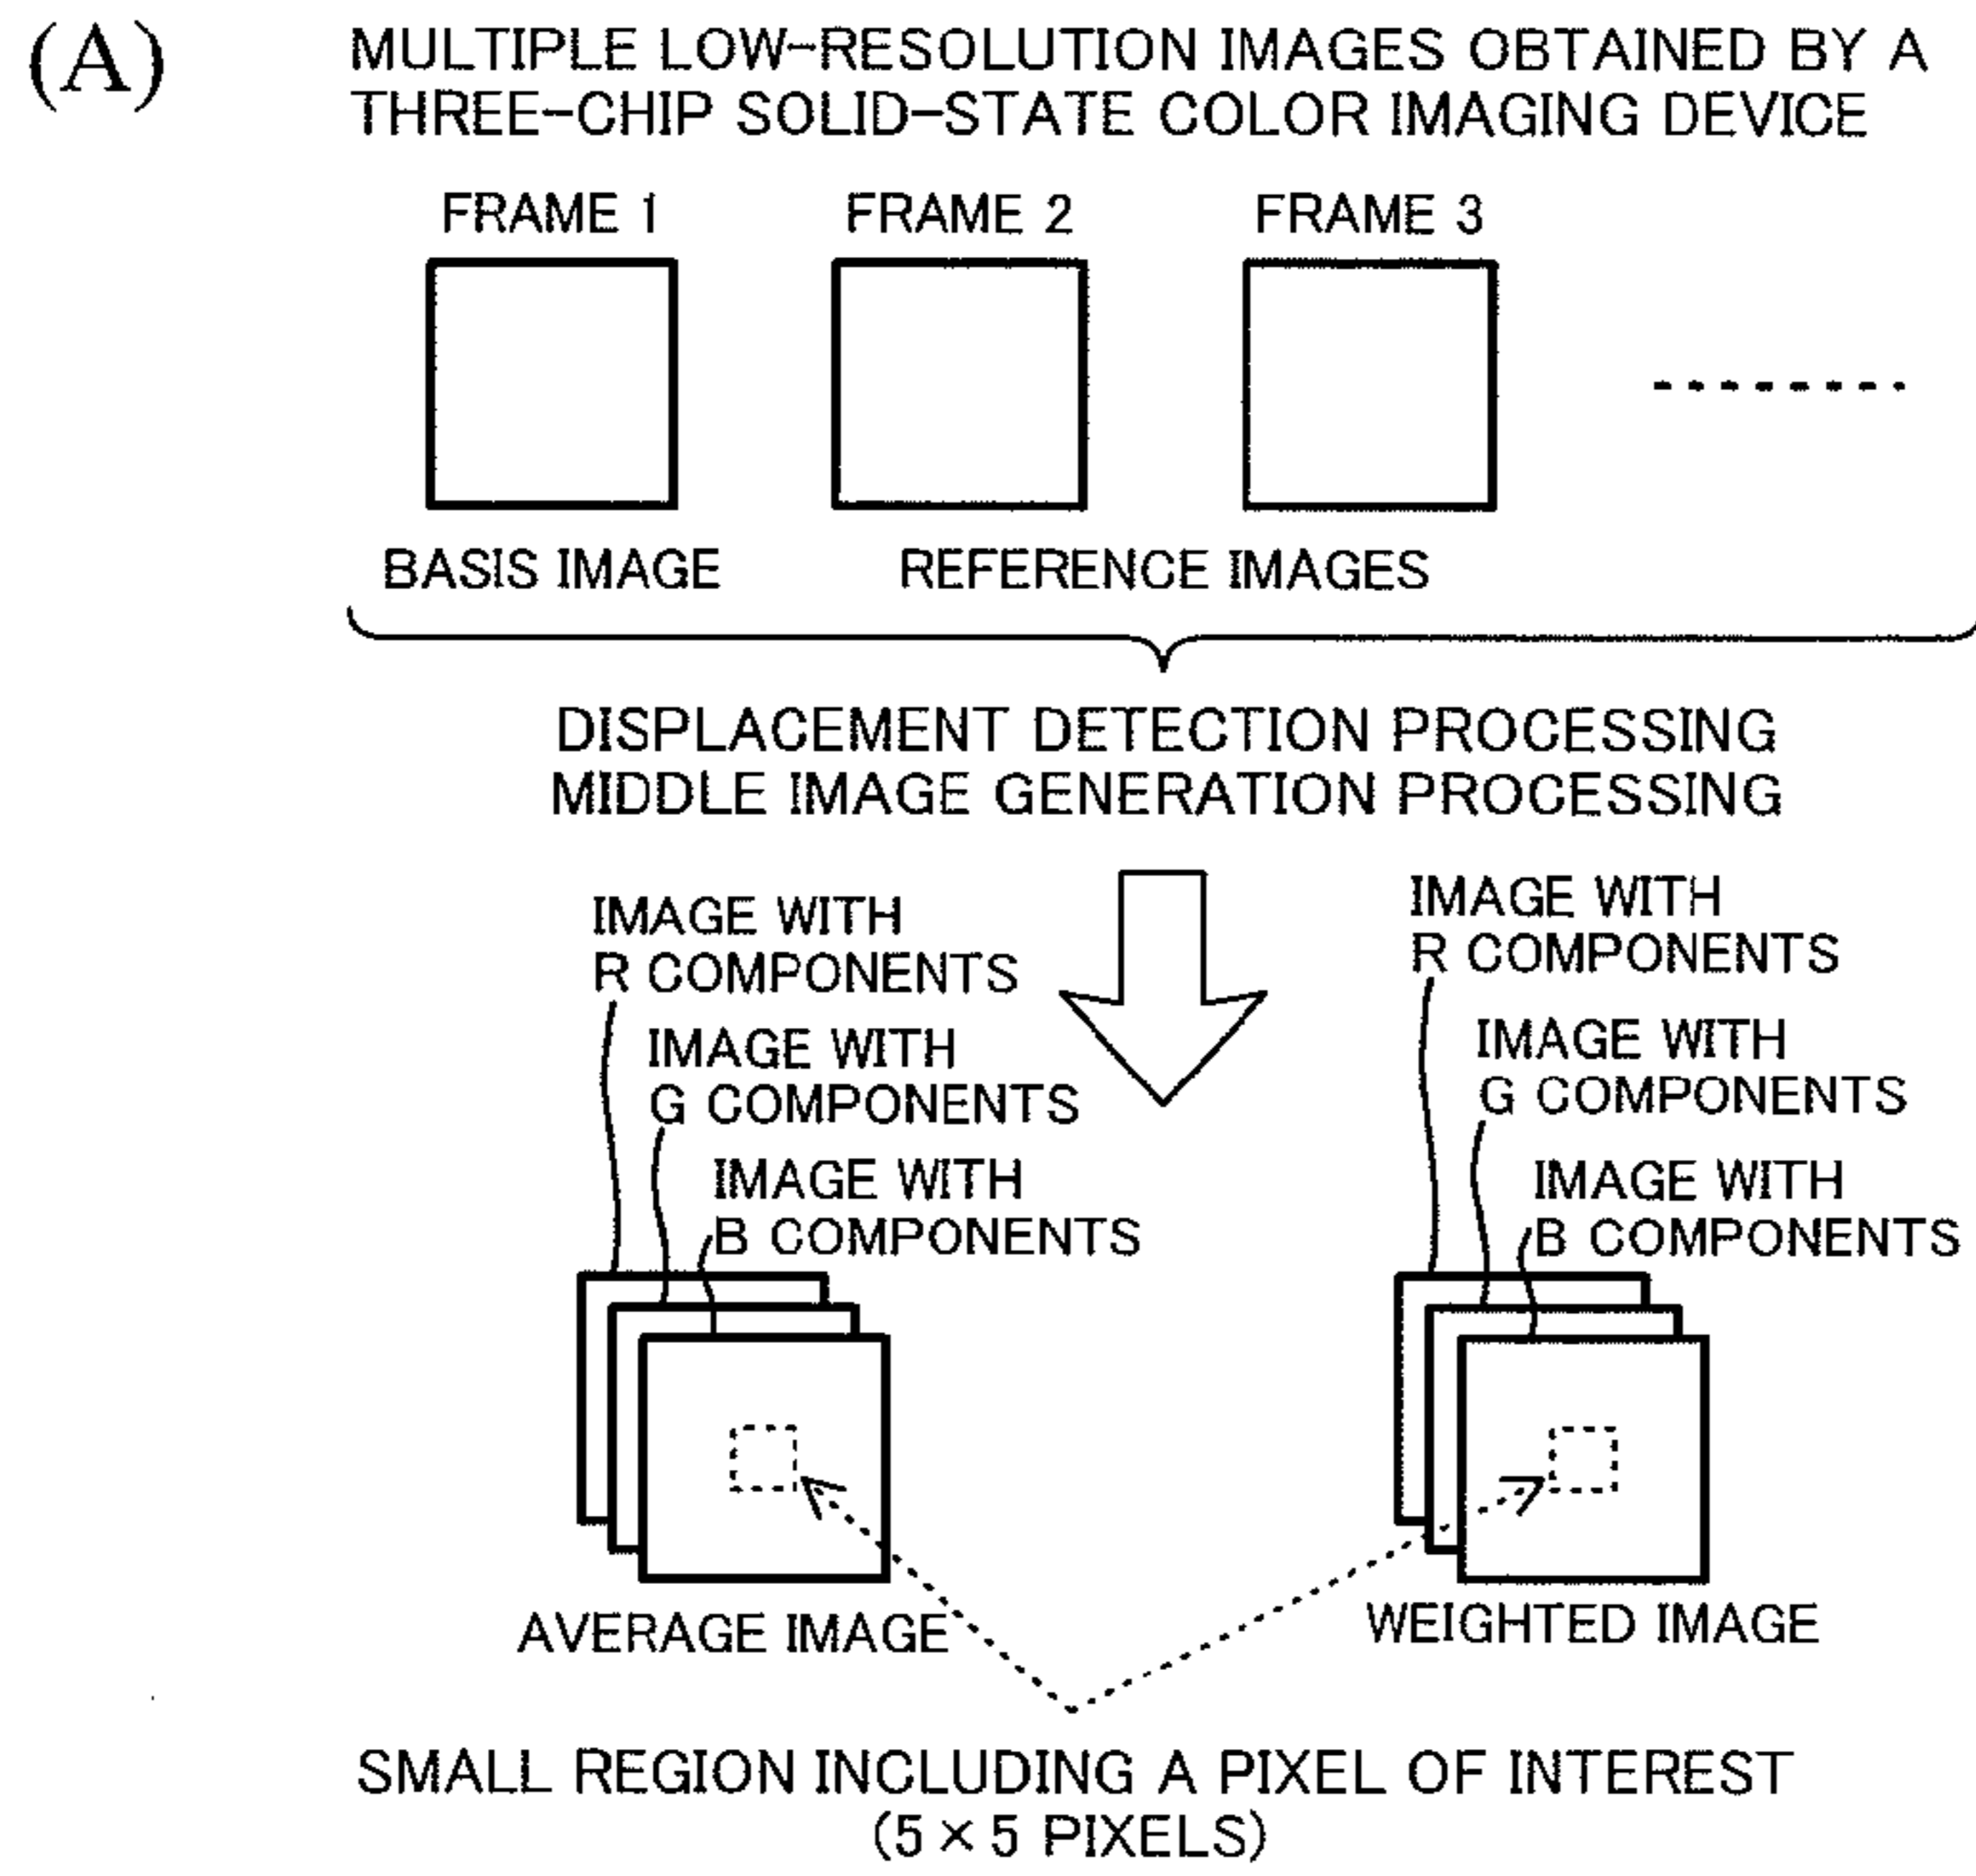 (A)
MULTIPLE LOW-RESOLUTION IMAGES OBTAINED BY A
THREE-CHIP SOLID-STATE COLOR IMAGING DEVICE
FRAME 1
FRAME 2
FRAME 3
BASIS IMAGE
REFERENCE IMAGES
DISPLACEMENT DETECTION PROCESSING
MIDDLE IMAGE GENERATION PROCESSING
IMAGE WITH
R COMPONENTS
IMAGE WITH
G COMPONENTS
IMAGE WITH
B COMPONENTS
AVERAGE IMAGE
IMAGE WITH
R COMPONENTS
IMAGE WITH
G COMPONENTS
IMAGE WITH
B COMPONENTS
WEIGHTED IMAGE
SMALL REGION INCLUDING A PIXEL OF INTEREST
(5 × 5 PIXELS)